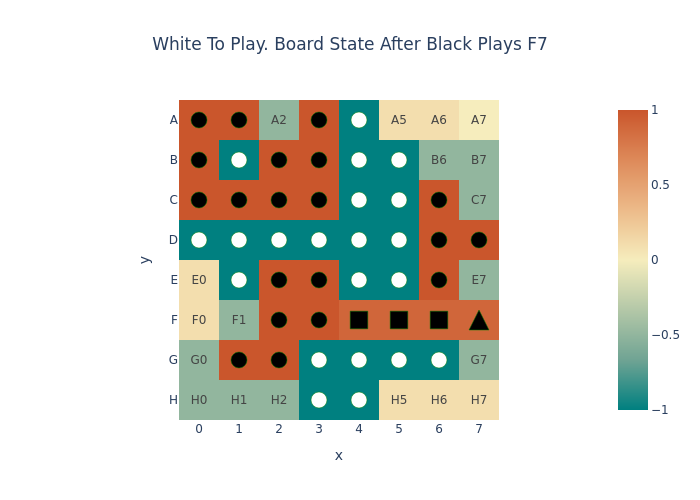 White To Play. Board State After Black Plays F7
A A2 A5 A6 A7 1
B B6 B7
C C7 0.5
D
y E E0 E7 0
F F0 F1
G G0 G7 −0.5
H H0 H1 H2 H5 H6 H7 −1
0 1 2 3 4 5 6 7
x